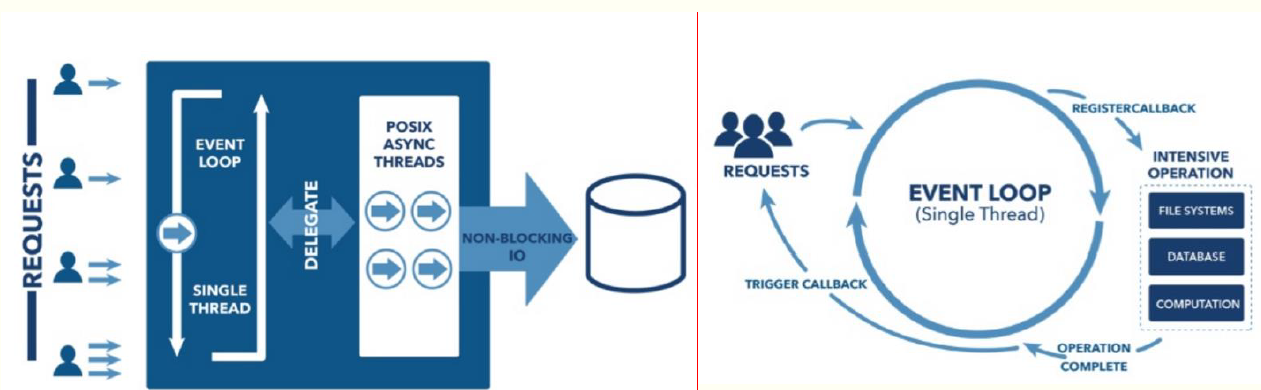 REQUESTS
EVENT
LOOP
SINGLE
THREAD
DELEGATE
POSIX
ASYNC
THREADS
NON-BLOCKING
IO
REQUESTS
EVENT LOOP
(Single Thread)
REGISTERCALLBACK
INTENSIVE
OPERATION
FILE SYSTEMS
DATABASE
COMPUTATION
OPERATION
COMPLETE
TRIGGER CALLBACK